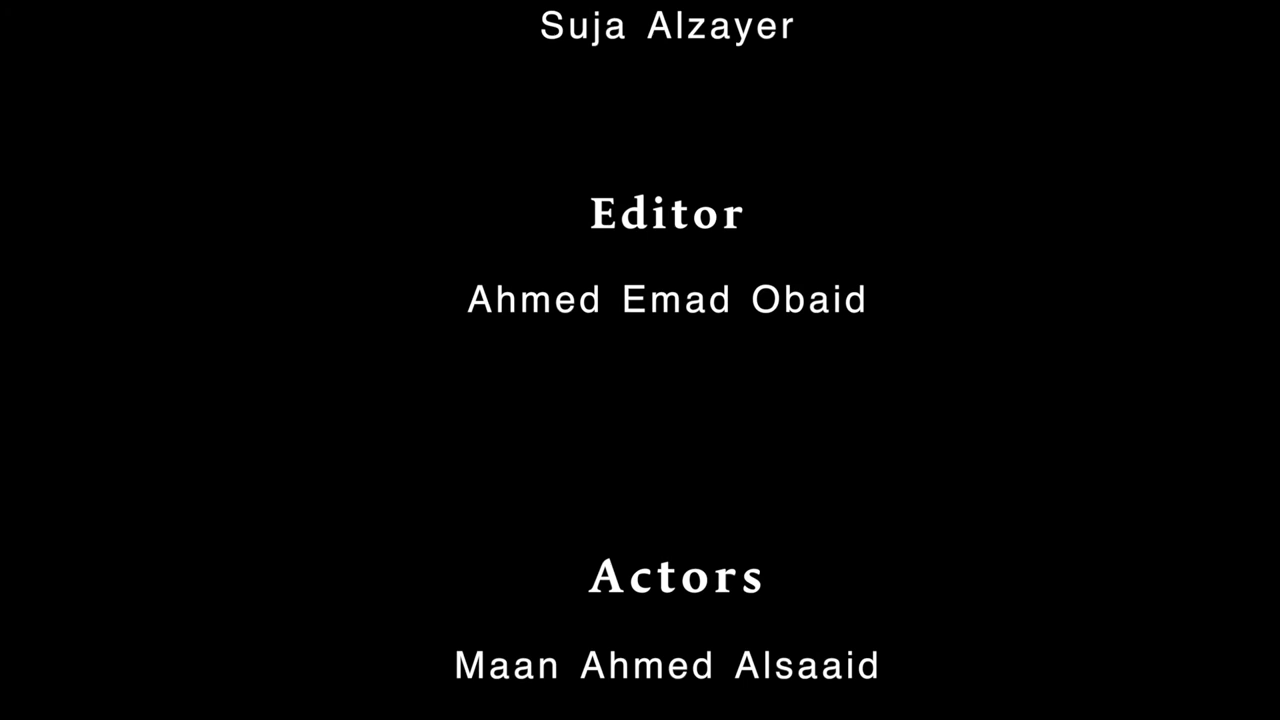 Suja Alzayer
Editor
Ahmed Emad Obaid
Actors
Maan Ahmed Alsaaid